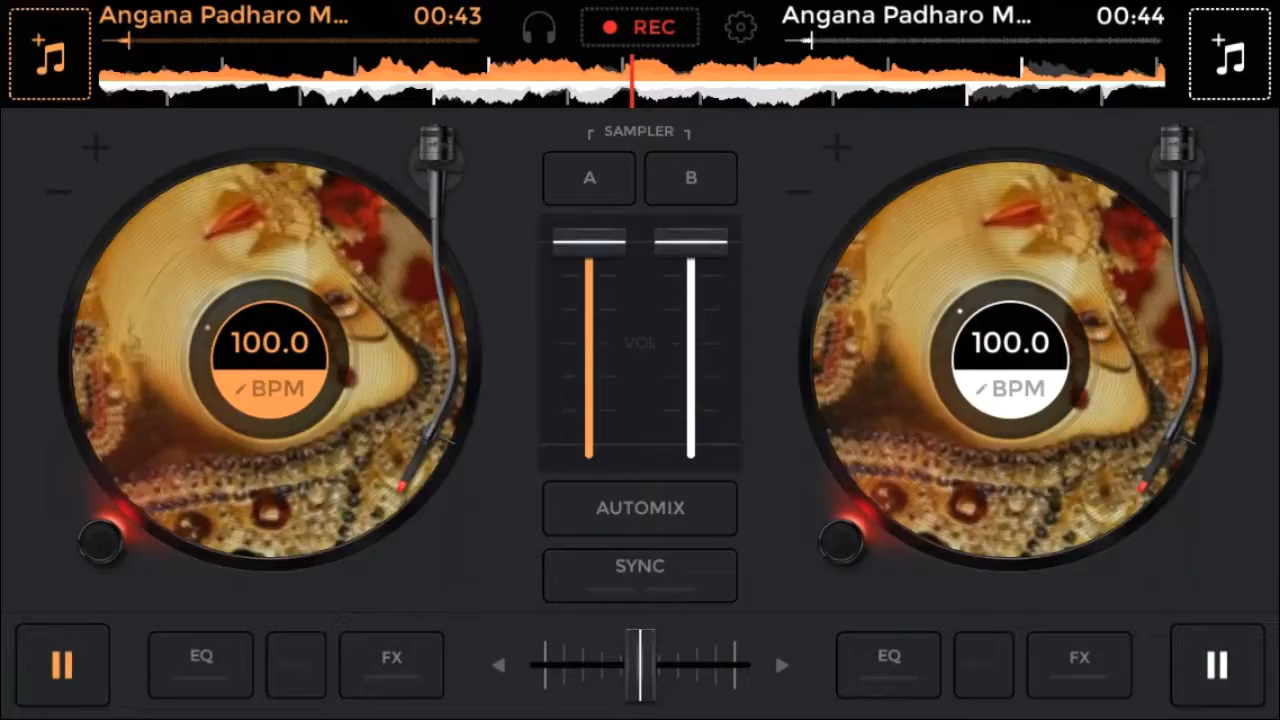 Angana Padharo M... 00:43 REC Angana Padharo M... 00:44
SAMPLER
A B
100.0 100.0
BPM VOL BPM
AUTOMIX
SYNC
EQ FX EQ FX